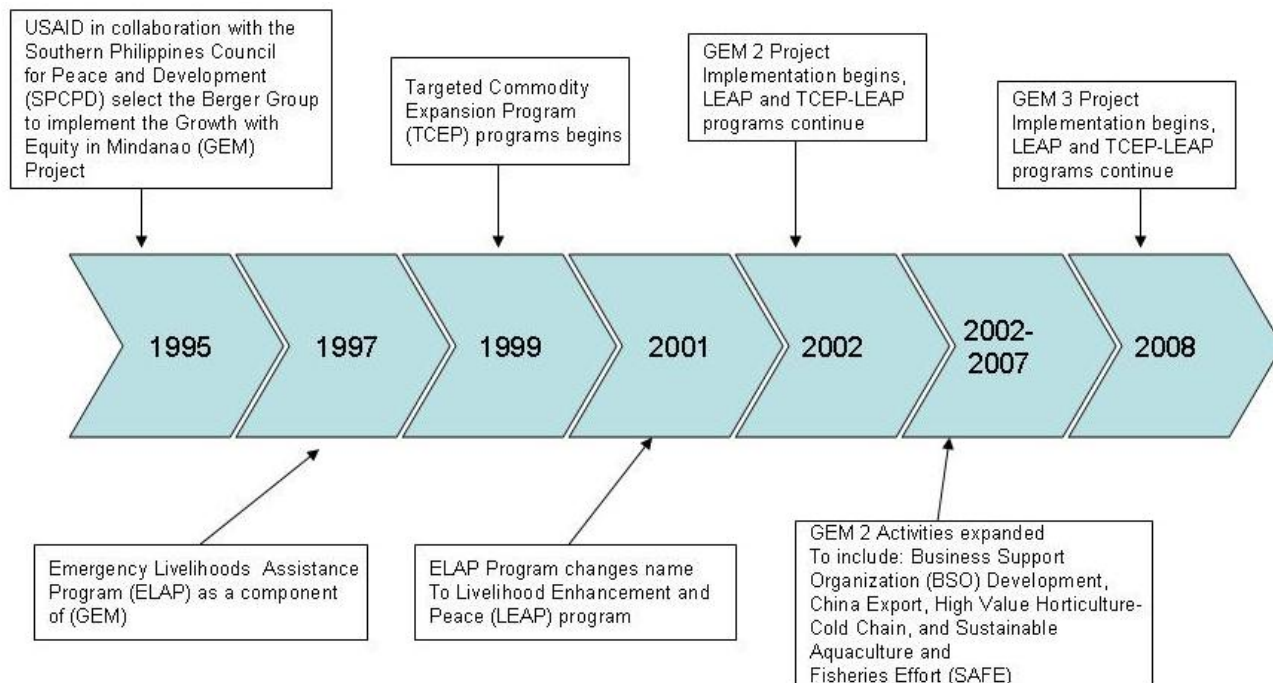 USAID in collaboration with the
Southern Philippines Council
for Peace and Development
(SPCPD) select the Berger Group
to implement the Growth with
Equity in Mindanao (GEM)
Project
Targeted Commodity
Expansion Program
(TCEP) programs begins
GEM 2 Project
Implementation begins,
LEAP and TCEP-LEAP
programs continue
GEM 3 Project
Implementation begins,
LEAP and TCEP-LEAP
programs continue
1995
1997
1999
2001
2002
2002-
2007
2008
Emergency Livelihoods Assistance
Program (ELAP) as a component
of (GEM)
ELAP Program changes name
To Livelihood Enhancement and
Peace (LEAP) program
GEM 2 Activities expanded
To include: Business Support
Organization (BSO) Development,
China Export, High Value Horticulture-
Cold Chain, and Sustainable
Aquaculture and
Fisheries Effort (SAFE)